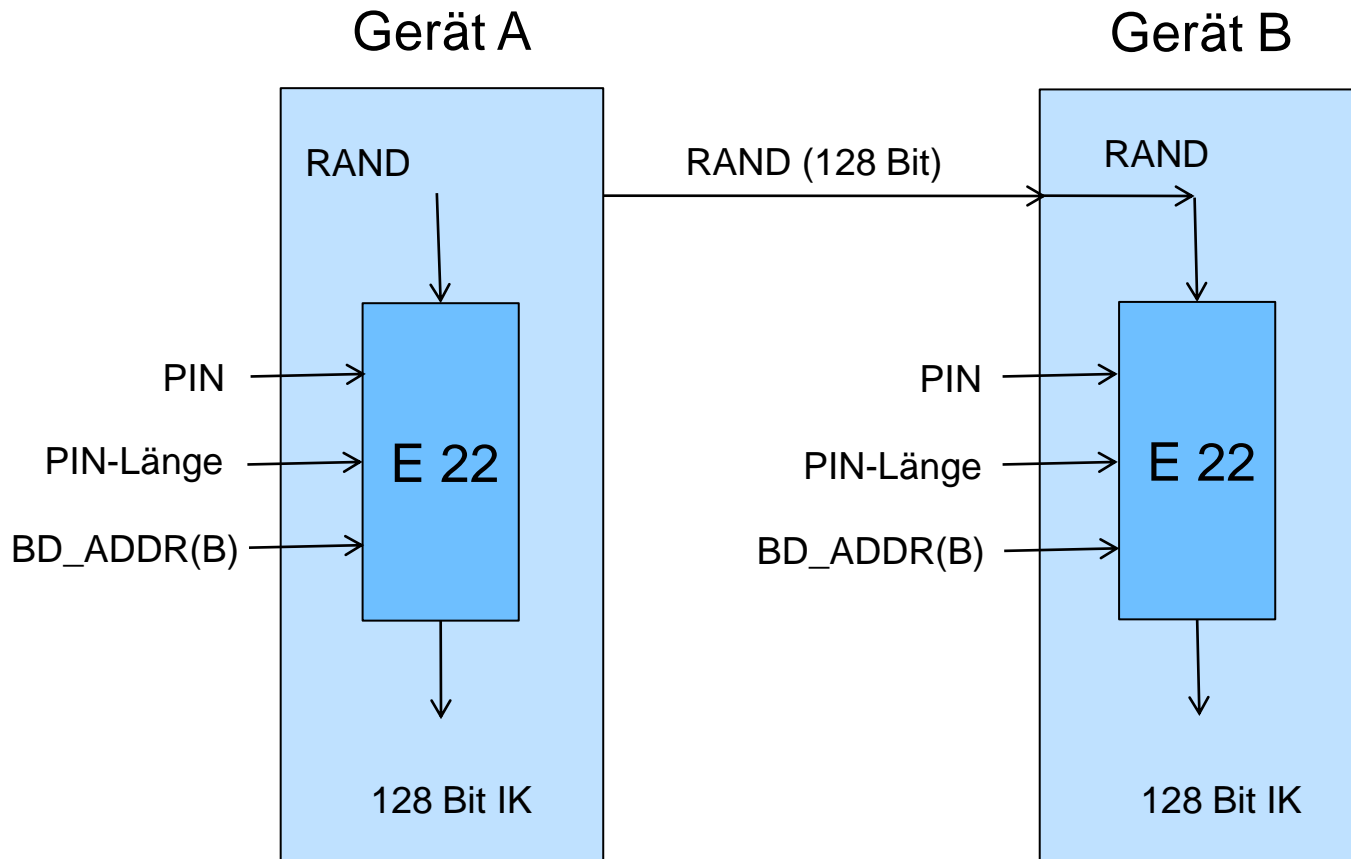 Gerät A
Gerät B
RAND
RAND (128 Bit)
RAND
PIN
PIN
E 22
E 22
PIN-Länge
PIN-Länge
BD_ADDR(B)
BD_ADDR(B)
128 Bit IK
128 Bit IK